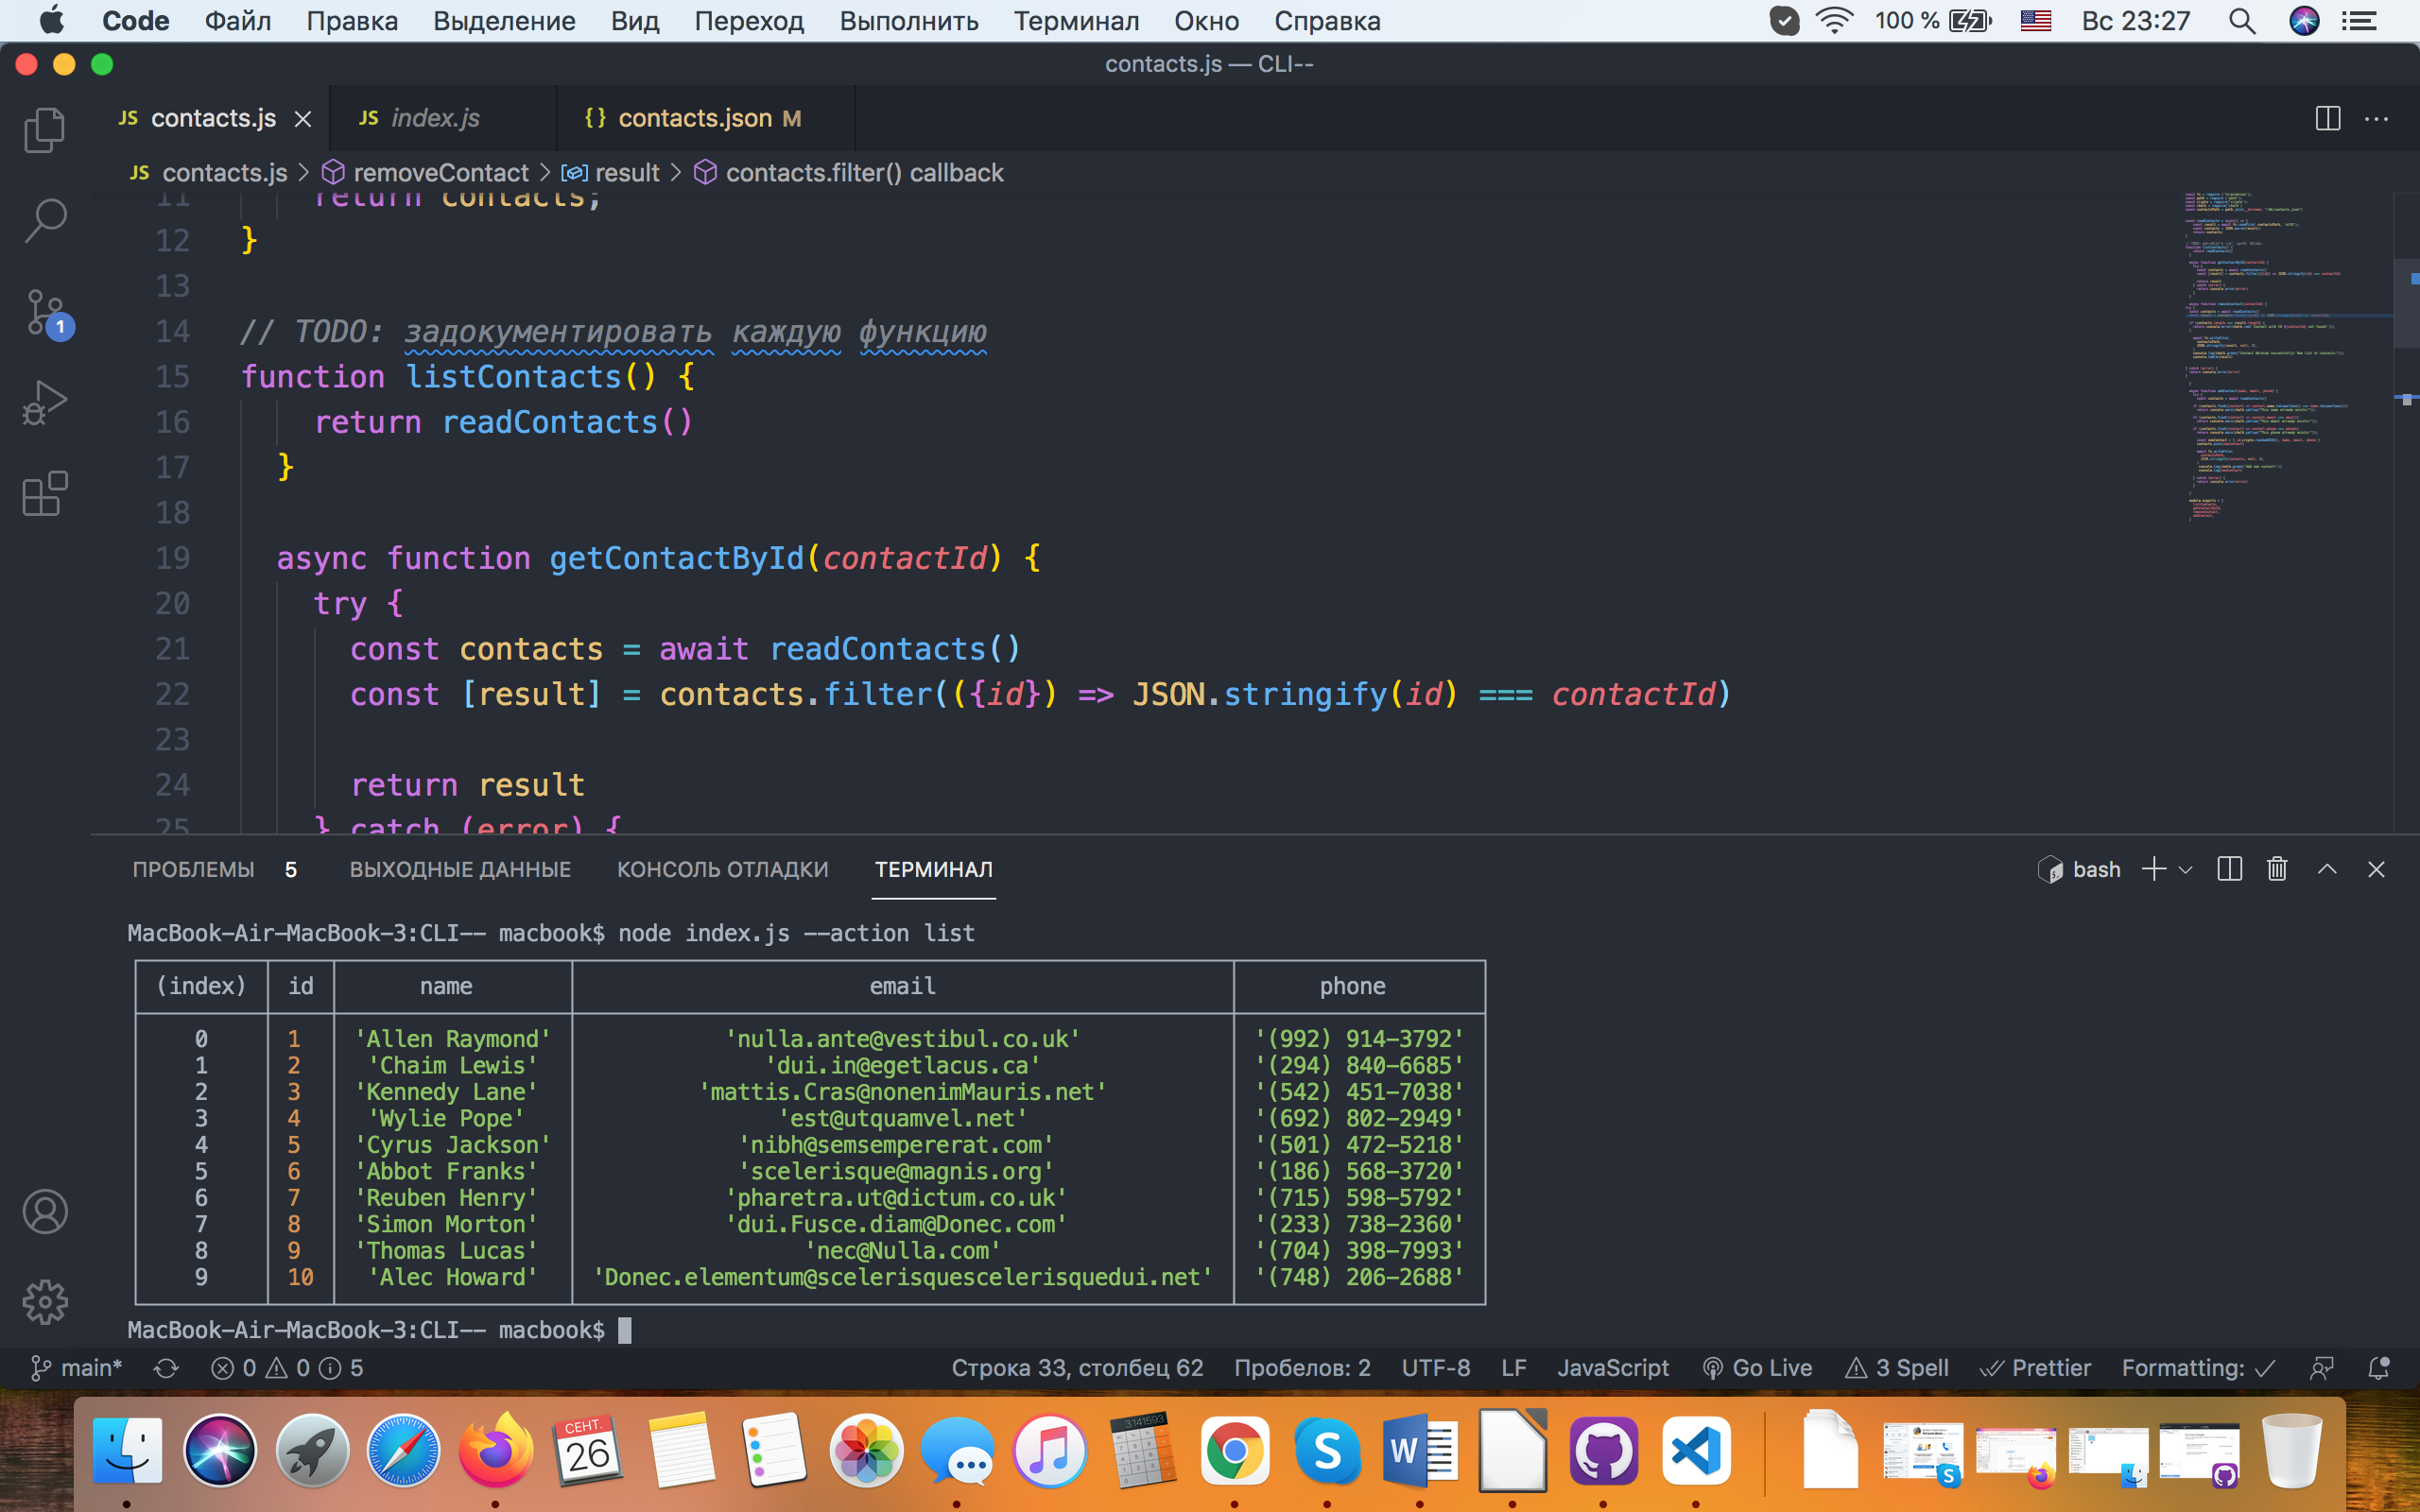 Code Файл Правка Выделение Вид Переход Выполнить Терминал Окно Справка 100 % Вс 23:27
contacts.js — CLI--
JS contacts.js JS index.js {} contacts.json M
JS contacts.js > removeContact > result > contacts.filter() callback
11 return contacts;
12 }
13
14 // TODO: задокументировать каждую функцию
15 function listContacts() {
16 return readContacts()
17 }
18
19 async function getContactById(contactId) {
20 try {
21 const contacts = await readContacts()
22 const [result] = contacts.filter(({id}) => JSON.stringify(id) === contactId)
23
24 return result
25 } catch (error) {
1
ПРОБЛЕМЫ 5 ВЫХОДНЫЕ ДАННЫЕ КОНСОЛЬ ОТЛАДКИ ТЕРМИНАЛ bash
MacBook-Air-MacBook-3:CLI-- macbook$ node index.js --action list
(index) id name email phone
0 1 'Allen Raymond' 'nulla.ante@vestibul.co.uk' '(992) 914-3792'
1 2 'Chaim Lewis' 'dui.in@egetlacus.ca' '(294) 840-6685'
2 3 'Kennedy Lane' 'mattis.Cras@nonenimMauris.net' '(542) 451-7038'
3 4 'Wylie Pope' 'est@utquamvel.net' '(692) 802-2949'
4 5 'Cyrus Jackson' 'nibh@semsempererat.com' '(501) 472-5218'
5 6 'Abbot Franks' 'scelerisque@magnis.org' '(186) 568-3720'
6 7 'Reuben Henry' 'pharetra.ut@dictum.co.uk' '(715) 598-5792'
7 8 'Simon Morton' 'dui.Fusce.diam@Donec.com' '(233) 738-2360'
8 9 'Thomas Lucas' 'nec@Nulla.com' '(704) 398-7993'
9 10 'Alec Howard' 'Donec.elementum@scelerisquescelerisquedui.net' '(748) 206-2688'
MacBook-Air-MacBook-3:CLI-- macbook$
main* 0 0 5 Строка 33, столбец 62 Пробелов: 2 UTF-8 LF JavaScript Go Live 3 Spell Prettier Formatting:
СЕНТ.
26
3.141593
S
W